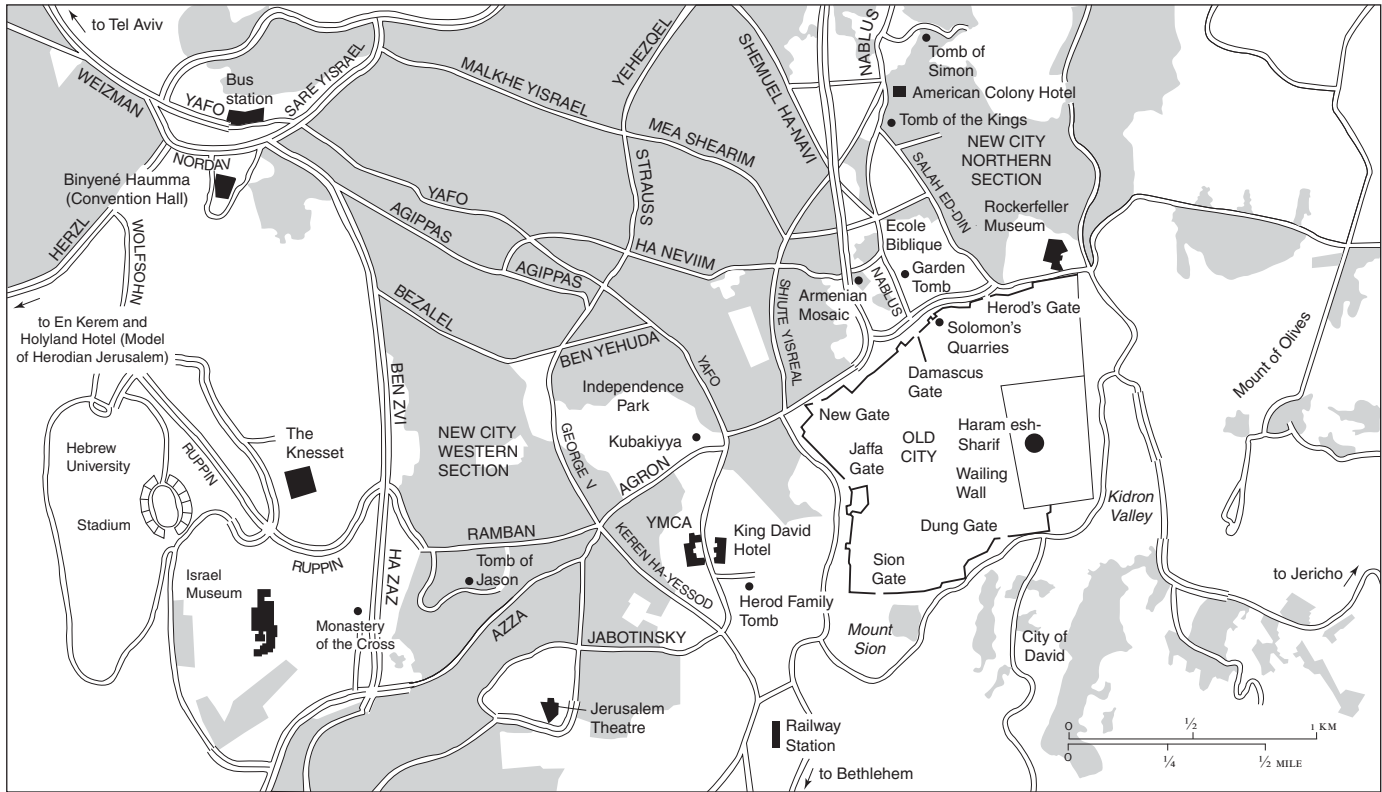 to Tel Aviv
WEIZMAN
YAFO
Bus
station
SARE YISRAEL
MALKHE YISRAEL
YEHEZQEL
SHEMUEL HA-NAVI
NABLUS
Tomb of
Simon
American Colony Hotel
Tomb of the Kings
NEW CITY
NORTHERN
SECTION
MEA SHEARIM
NORDAV
Binyené Haumma
(Convention Hall)
HERZL
WOLFSOHN
STRAUSS
YAFO
AGIPPAS
AGIPPAS
HA NEVIIM
SALAH ED-DIN
Rockerfeller
Museum
Ecole
Biblique
Garden
Tomb
NABLUS
Armenian
Mosaic
SHIUTE YISREAL
Herod's Gate
Solomon's
Quarries
Damascus
Gate
to En Kerem and
Holyland Hotel (Model
of Herodian Jerusalem)
BEZALEL
BEN YEHUDA
YAFO
BEN ZVI
Independence
Park
Kubakiyya
New Gate
Jaffa
Gate
OLD
CITY
Haram esh-
Sharif
Wailing
Wall
Mount of Olives
Hebrew
University
Stadium
RUPPIN
The
Knesset
NEW CITY
WESTERN
SECTION
GEORGE V
AGRON
Kidron
Valley
Dung Gate
Sion
Gate
YMCA
King David
Hotel
RAMBAN
KEREN HA-YESSOD
Tomb of
Jason
RUPPIN
HA ZAZ
Israel
Museum
Monastery
of the Cross
AZZA
Herod Family
Tomb
JABOTINSKY
Mount
Sion
City of
David
to Jericho
Jerusalem
Theatre
Railway
Station
to Bethlehem
0 ½ 1 KM
0 ¼ ½ MILE